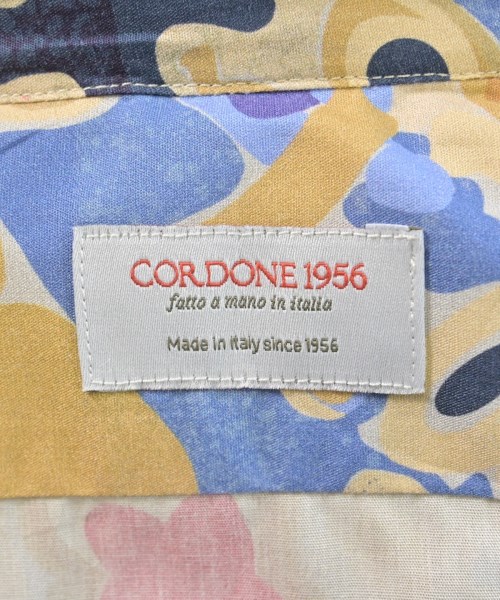 CORDONE 1956
fatto a mano in italia
Made in Italy since 1956